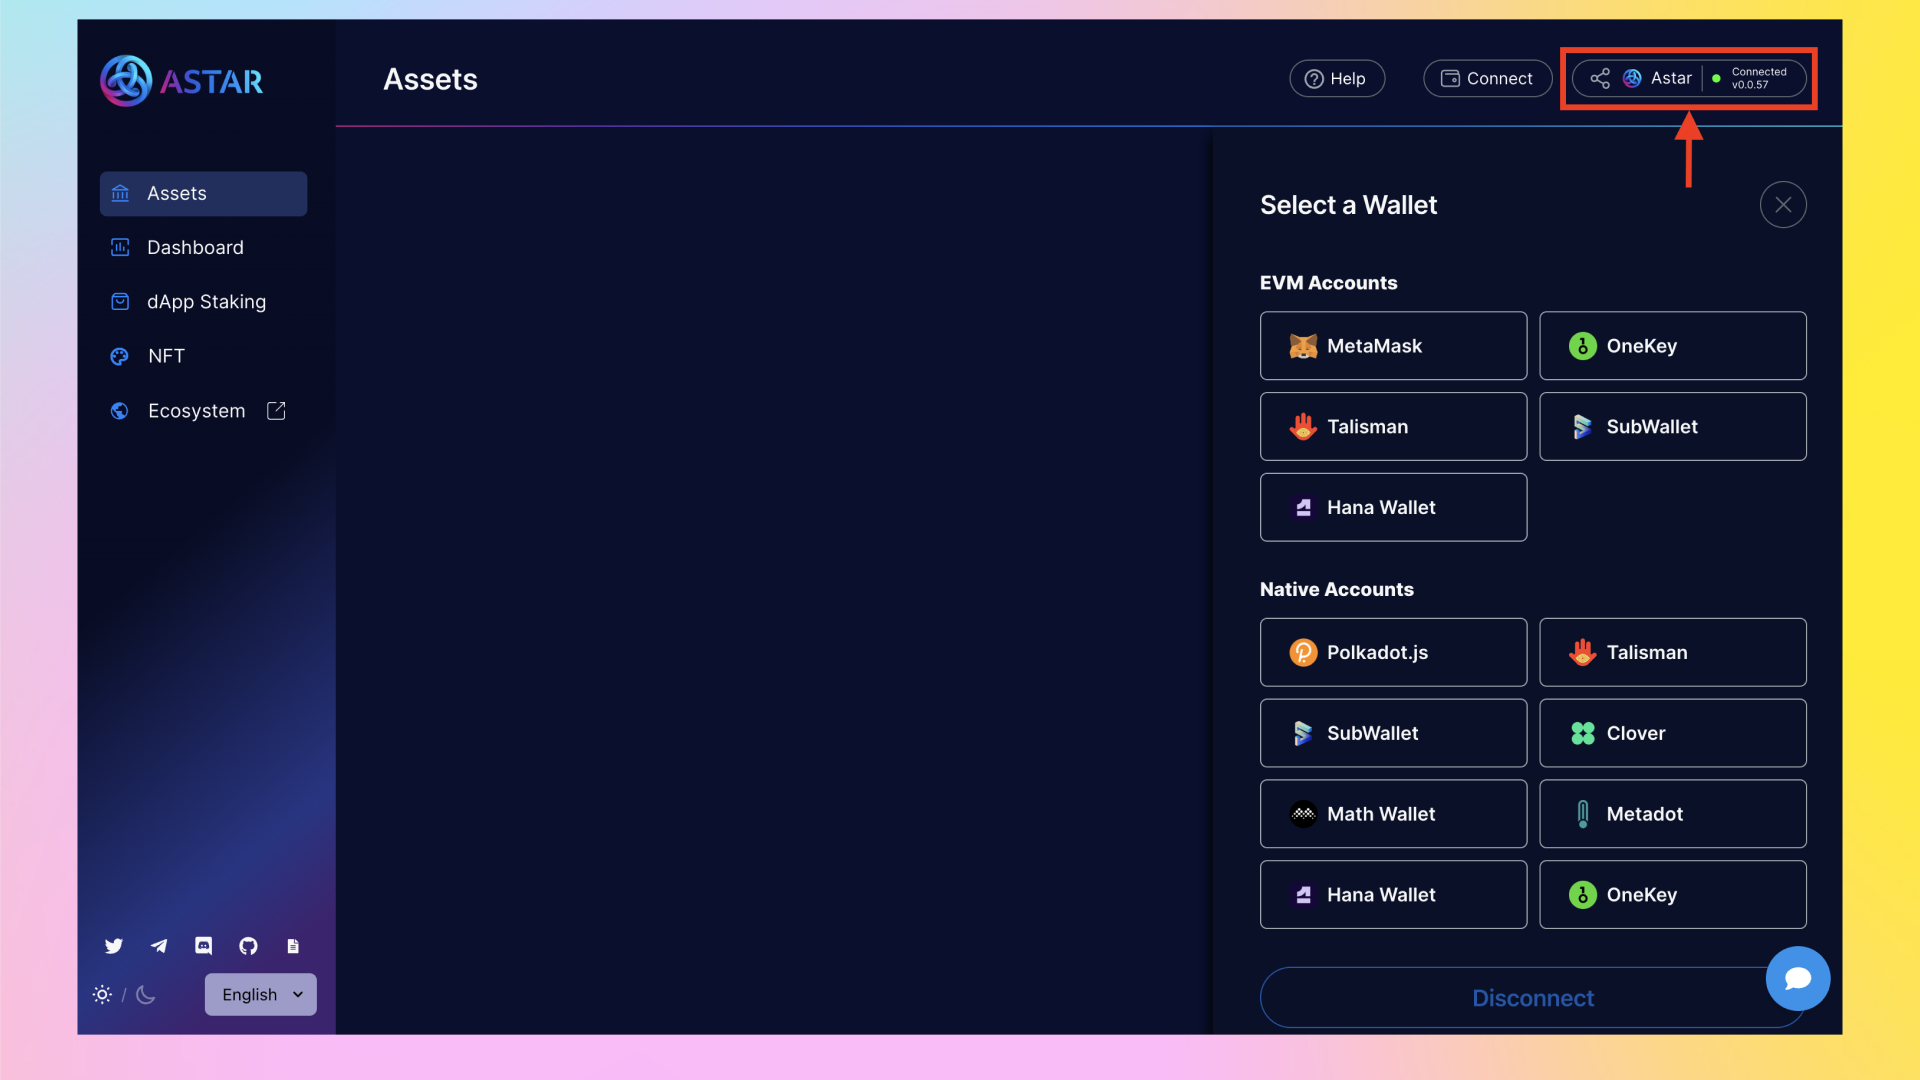 ASTAR
Assets
Help
Connect
Astar
Connected
v0.0.57
Assets
Dashboard
dApp Staking
NFT
Ecosystem
Select a Wallet
EVM Accounts
MetaMask
OneKey
Talisman
SubWallet
Hana Wallet
Native Accounts
Polkadot.js
Talisman
SubWallet
Clover
Math Wallet
Metadot
Hana Wallet
OneKey
Disconnect
/
English